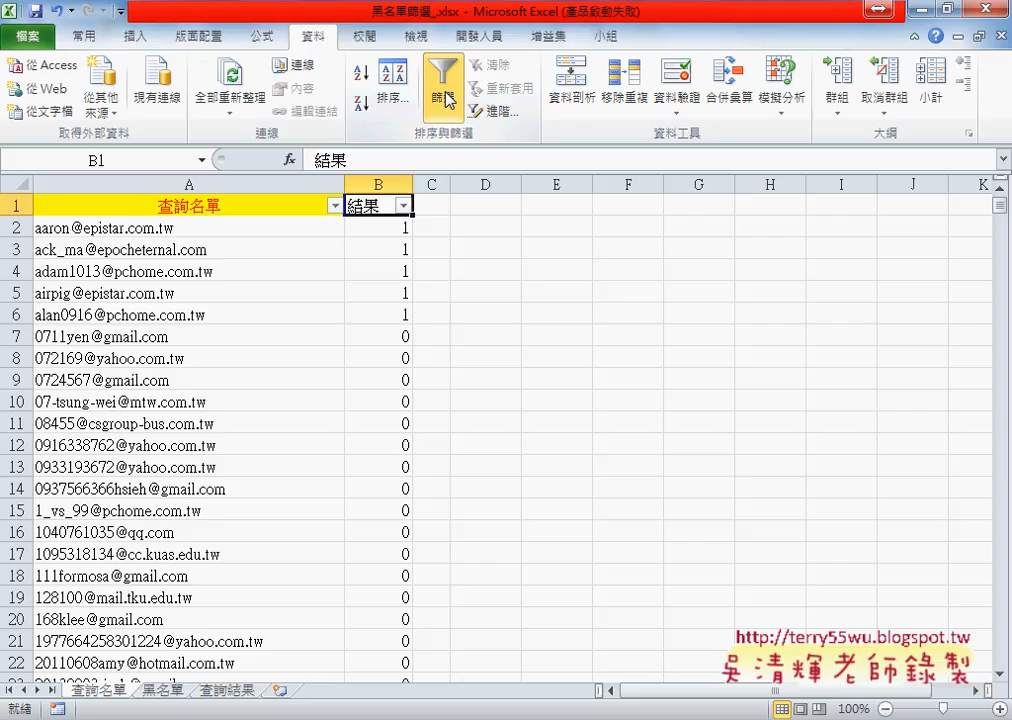 黑名單篩選_.xlsx - Microsoft Excel (產品啟動失敗)
檔案 常用 插入 版面配置 公式 資料 校閱 檢視 開發人員 增益集 小組
從 Access
從 Web
從文字檔
從其他來源
現有連線
全部重新整理
連線
內容
編輯連結
排序...
篩選
清除
重新套用
進階...
資料剖析
移除重複
資料驗證
合併彙算
模擬分析
群組
取消群組
小計
取得外部資料 連線 排序與篩選 資料工具 大綱
B1 fx 結果
A B C D E F G H I J K
1 查詢名單 結果
2 aaron@epistar.com.tw 1
3 ack_ma@epocheternal.com 1
4 adam1013@pchome.com.tw 1
5 airpig@epistar.com.tw 1
6 alan0916@pchome.com.tw 1
7 0711yen@gmail.com 0
8 072169@yahoo.com.tw 0
9 0724567@gmail.com 0
10 07-tsung-wei@mtw.com.tw 0
11 08455@csgroup-bus.com.tw 0
12 0916338762@yahoo.com.tw 0
13 0933193672@yahoo.com.tw 0
14 0937566366hsieh@gmail.com 0
15 1_vs_99@pchome.com.tw 0
16 1040761035@qq.com 0
17 1095318134@cc.kuas.edu.tw 0
18 111formosa@gmail.com 0
19 128100@mail.tku.edu.tw 0
20 168klee@gmail.com 0
21 1977664258301224@yahoo.com.tw 0
22 20110608amy@hotmail.com.tw 0
http://terry55wu.blogspot.tw
吳清輝老師錄製
查詢名單 黑名單 查詢結果
就緒 100%